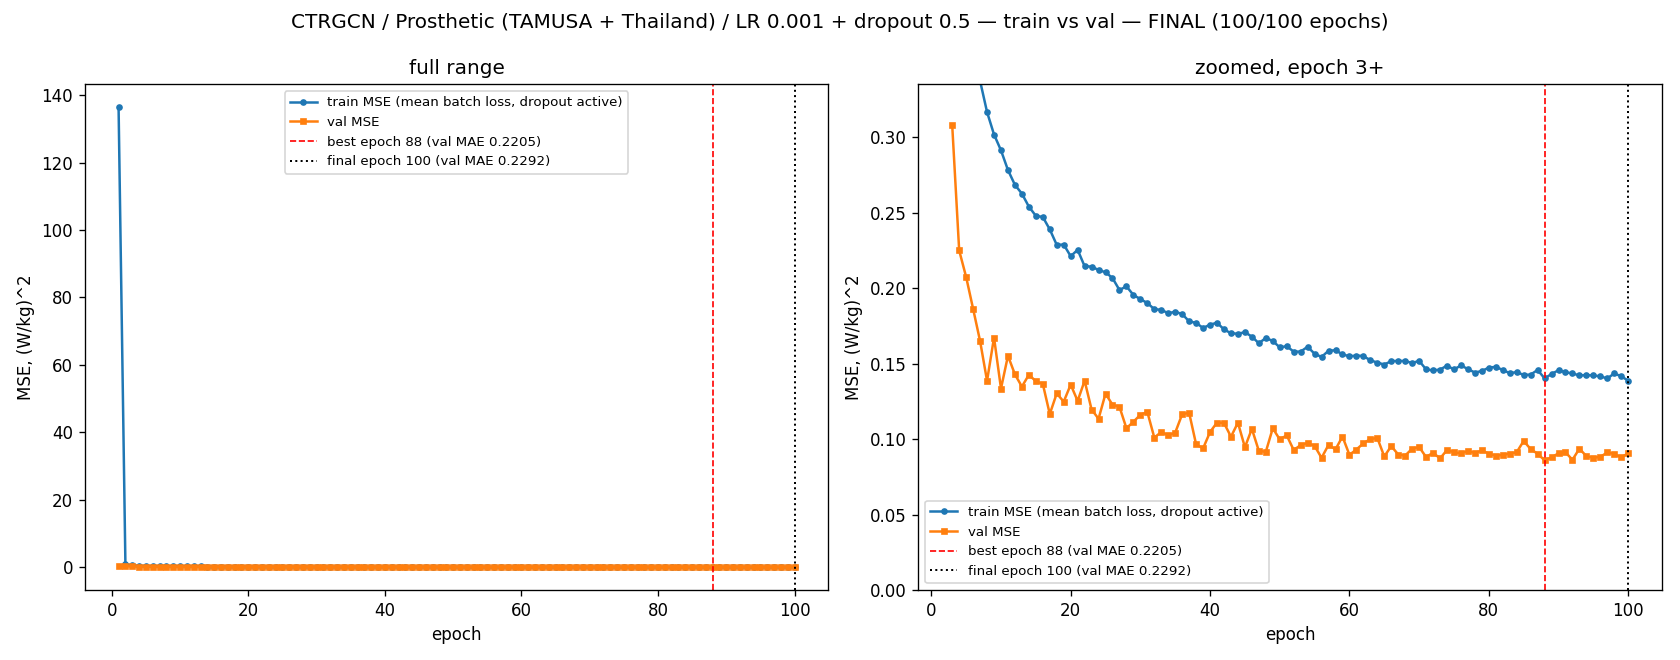 CTRGCN / Prosthetic (TAMUSA + Thailand) / LR 0.001 + dropout 0.5 — train vs val — FINAL (100/100 epochs)
full range
MSE, (W/kg)^2
140
120
100
80
60
40
20
0
train MSE (mean batch loss, dropout active)
val MSE
best epoch 88 (val MAE 0.2205)
final epoch 100 (val MAE 0.2292)
0 20 40 60 80 100
epoch
zoomed, epoch 3+
MSE, (W/kg)^2
0.30
0.25
0.20
0.15
0.10
0.05
0.00
train MSE (mean batch loss, dropout active)
val MSE
best epoch 88 (val MAE 0.2205)
final epoch 100 (val MAE 0.2292)
0 20 40 60 80 100
epoch